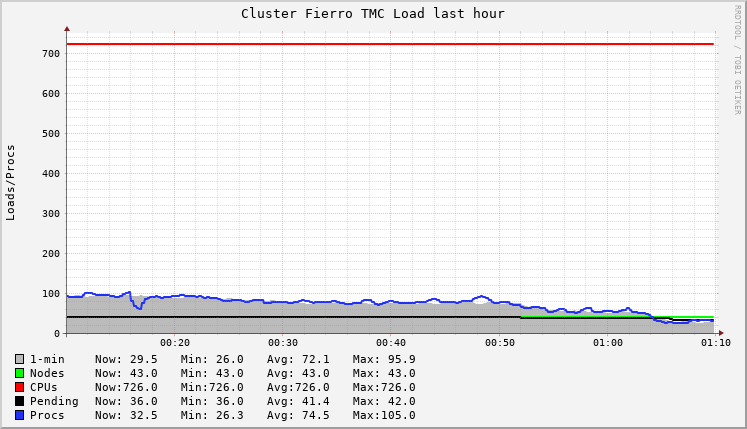 Cluster Fierro TMC Load last hour
RRDTOOL / TOBI OETIKER
Loads/Procs
700
600
500
400
300
200
100
0
00:20 00:30 00:40 00:50 01:00 01:10
1-min Now: 29.5 Min: 26.0 Avg: 72.1 Max: 95.9
Nodes Now: 43.0 Min: 43.0 Avg: 43.0 Max: 43.0
CPUs Now:726.0 Min:726.0 Avg:726.0 Max:726.0
Pending Now: 36.0 Min: 36.0 Avg: 41.4 Max: 42.0
Procs Now: 32.5 Min: 26.3 Avg: 74.5 Max:105.0